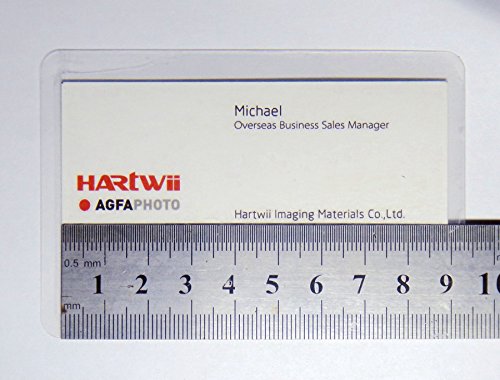 Michael
Overseas Business Sales Manager
HARTWII
AGFAPHOTO
Hartwii Imaging Materials Co.,Ltd.
0.5 mm
1 2 3 4 5 6 7 8 9 10
mm